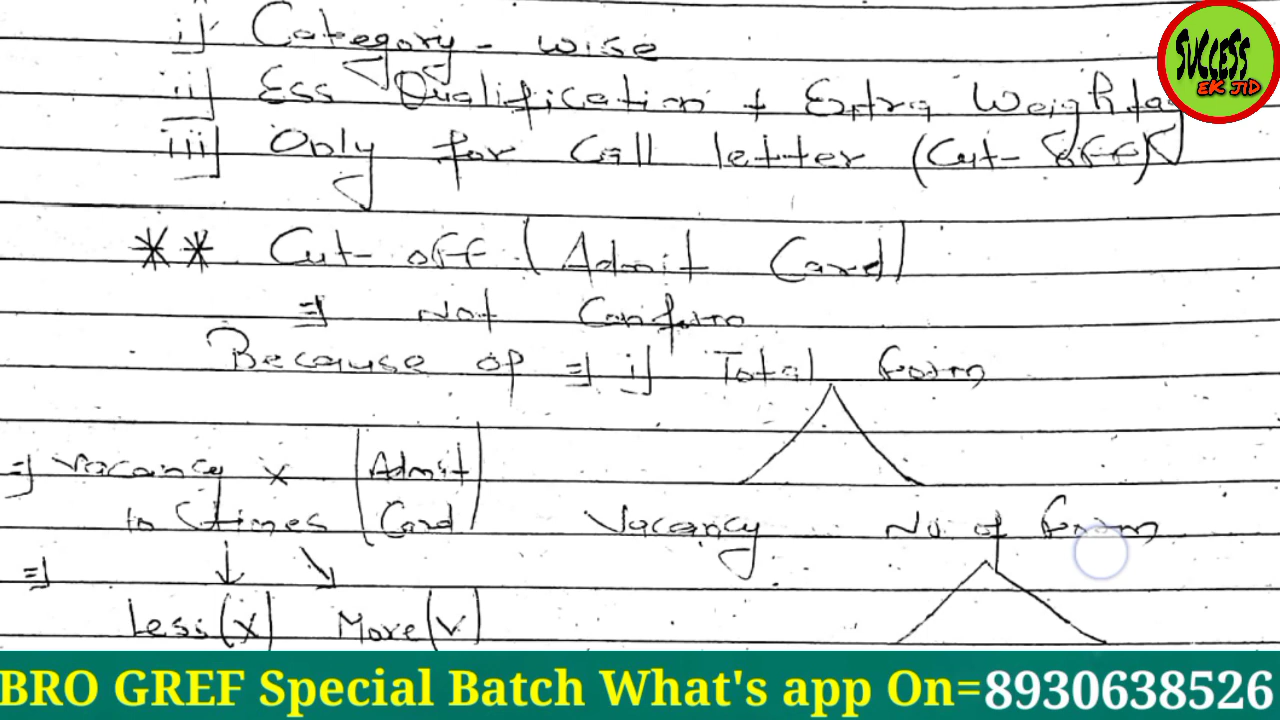 i) Category - wise
SUCCESS
EK JID
ii) Ess Qualification + Extra Weightag
iii) Only for Call letter (Cut-off)
** Cut-off (Admit Card)
⇒ Not Conform
Because of ⇒ i) Total form
⇒ Vacancy x (Admit
10 times Card) Vacancy No. of form
⇒ ↓ ↘
Less (x) More (v)
BRO GREF Special Batch What's app On=8930638526